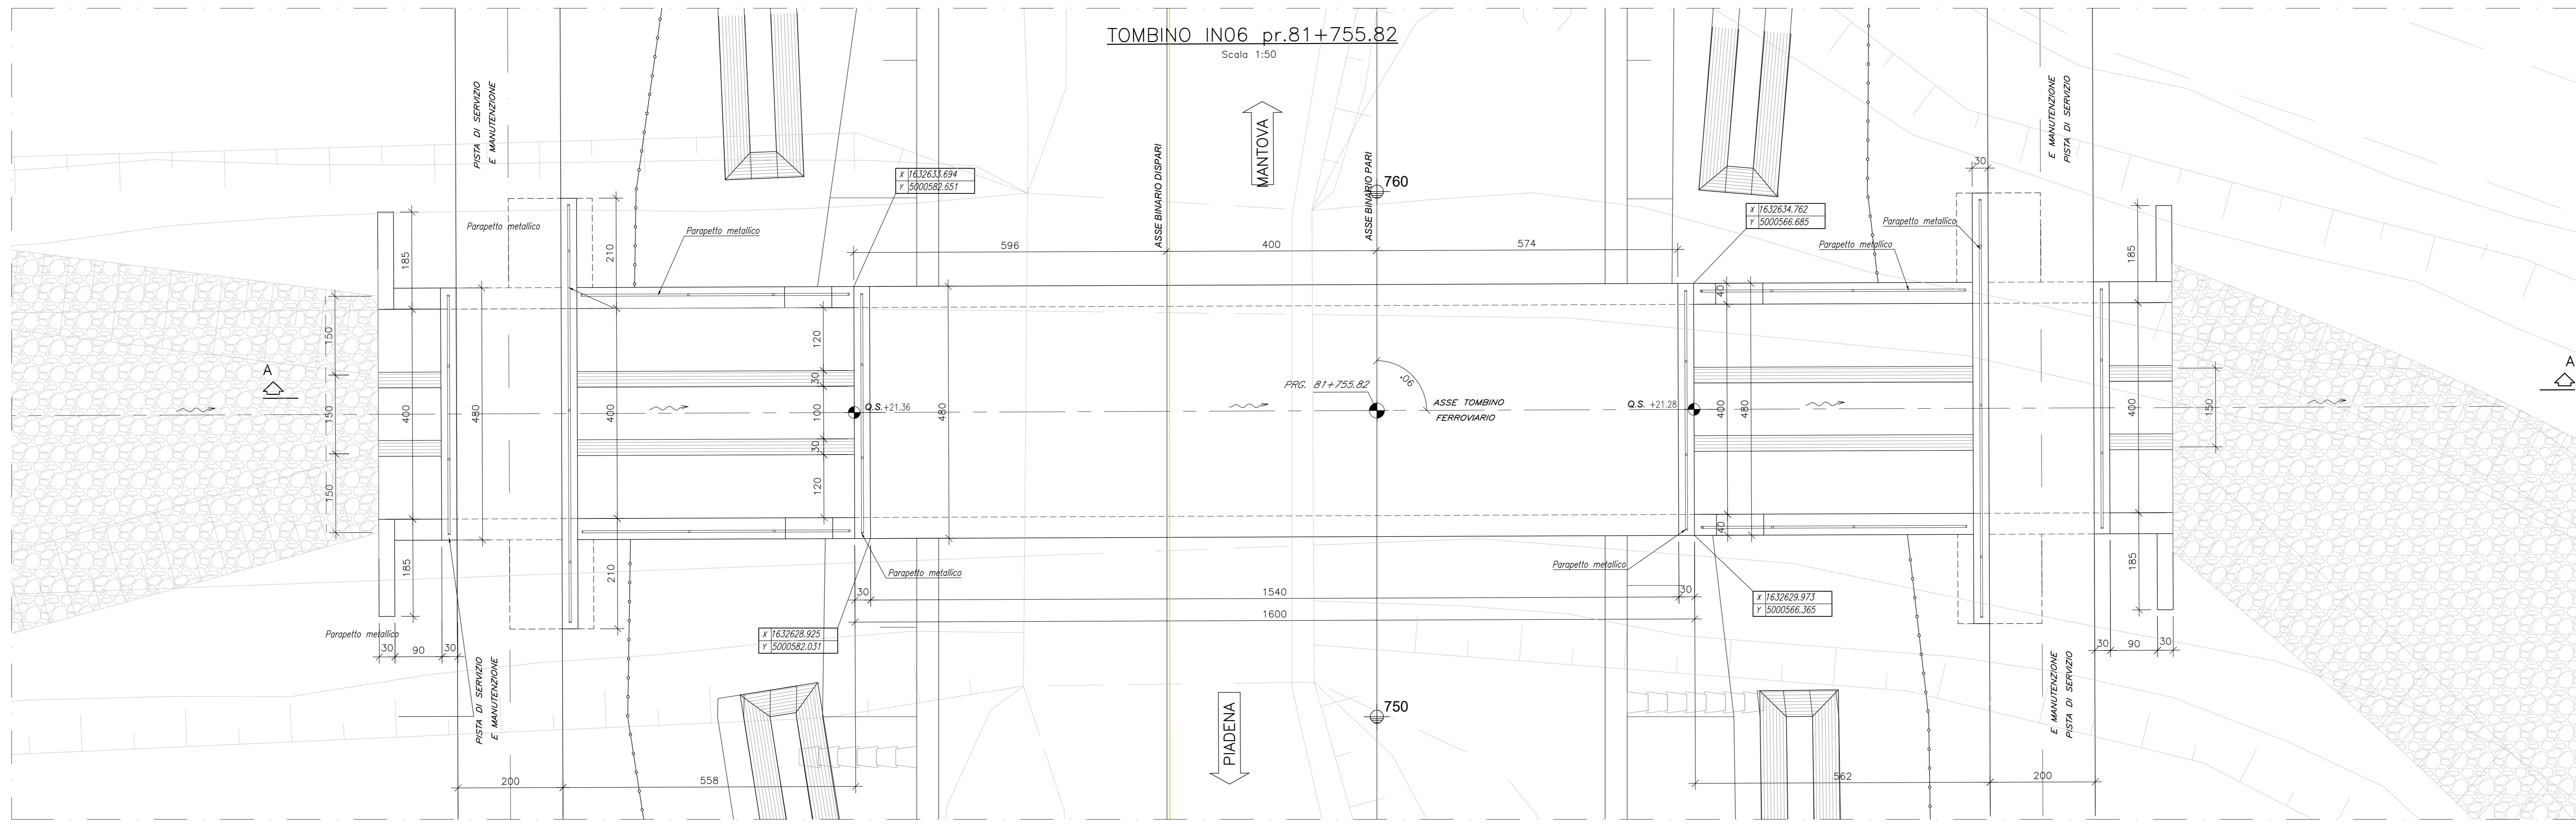 TOMBINO IN06 pr.81+755.82
Scala 1:50
PISTA DI SERVIZIO
E MANUTENZIONE
MANTOVA
ASSE BINARIO DISPARI
ASSE BINARIO PARI
760
E MANUTENZIONE
PISTA DI SERVIZIO
30
X 1632633.694
Y 5000582.651
X 1632634.762
Y 5000566.685
Parapetto metallico
Parapetto metallico
Parapetto metallico
Parapetto metallico
596
400
574
185
210
185
40
150
120
30
A
150
400
480
400
100
30
120
150
Q.S.+21.36
480
PRG. 81+755.82
90°
ASSE TOMBINO
FERROVIARIO
Q.S. +21.28
400
480
40
400
150
A
185
210
185
Parapetto metallico
Parapetto metallico
30
1540
30
1600
X 1632629.973
Y 5000566.365
X 1632628.925
Y 5000582.031
Parapetto metallico
30
90
30
30
90
30
PISTA DI SERVIZIO
E MANUTENZIONE
PIADENA
750
E MANUTENZIONE
PISTA DI SERVIZIO
200
558
562
200